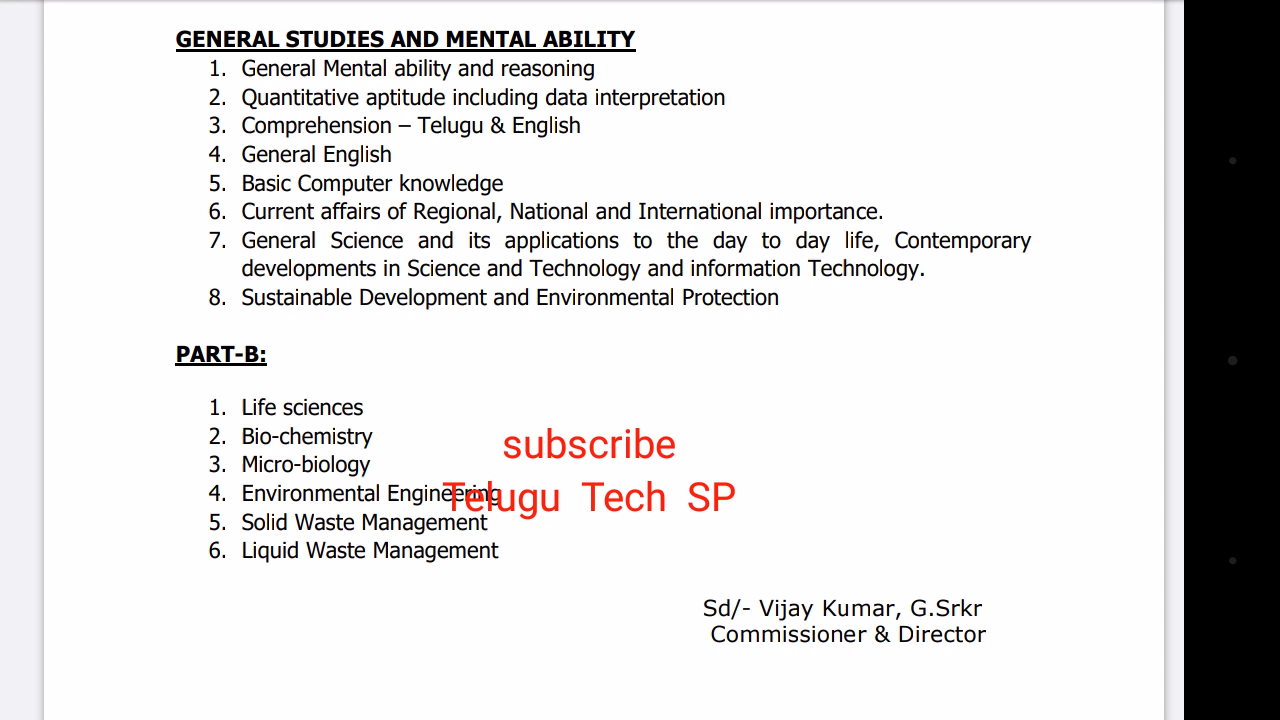 GENERAL STUDIES AND MENTAL ABILITY
1. General Mental ability and reasoning
2. Quantitative aptitude including data interpretation
3. Comprehension – Telugu & English
4. General English
5. Basic Computer knowledge
6. Current affairs of Regional, National and International importance.
7. General Science and its applications to the day to day life, Contemporary
developments in Science and Technology and information Technology.
8. Sustainable Development and Environmental Protection
PART-B:
1. Life sciences
2. Bio-chemistry
3. Micro-biology
4. Environmental Engineering
5. Solid Waste Management
6. Liquid Waste Management
subscribe
Telugu Tech SP
Sd/- Vijay Kumar, G.Srkr
Commissioner & Director